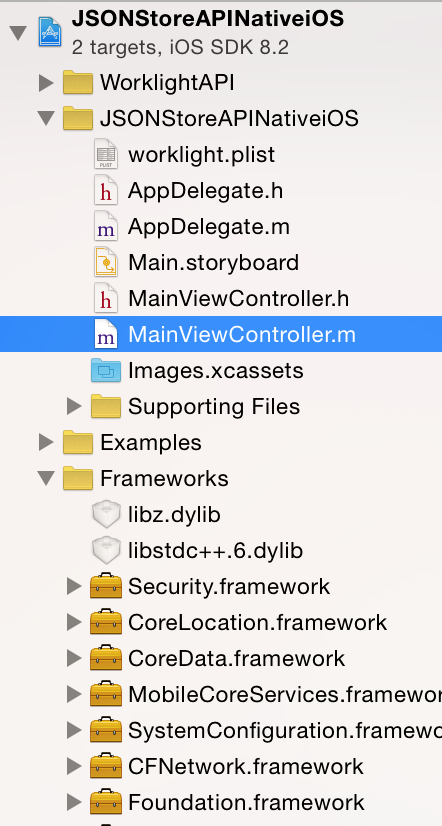 JSONStoreAPINativeiOS
2 targets, iOS SDK 8.2
WorklightAPI
JSONStoreAPINativeiOS
PLIST
worklight.plist
h
AppDelegate.h
m
AppDelegate.m
Main.storyboard
h
MainViewController.h
m
MainViewController.m
Images.xcassets
Supporting Files
Examples
Frameworks
libz.dylib
libstdc++.6.dylib
Security.framework
CoreLocation.framework
CoreData.framework
MobileCoreServices.framewor
SystemConfiguration.framewo
CFNetwork.framework
Foundation.framework